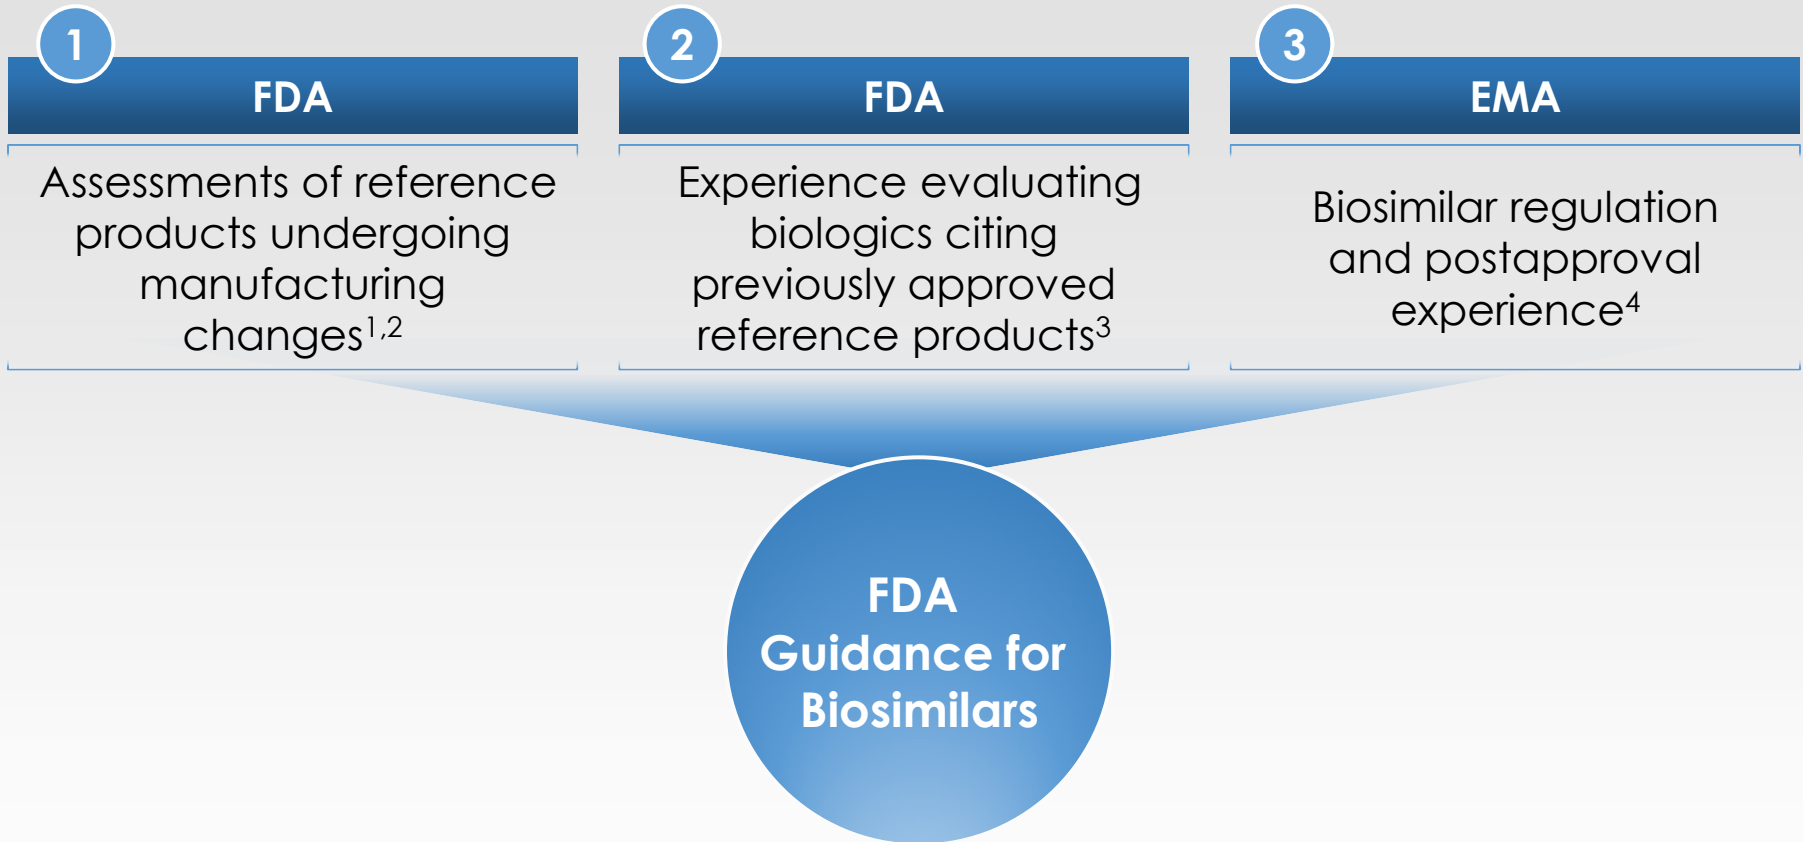 1
FDA
Assessments of reference
products undergoing
manufacturing
changes1,2
2
FDA
Experience evaluating
biologics citing
previously approved
reference products3
3
EMA
Biosimilar regulation
and postapproval
experience4
FDA
Guidance for
Biosimilars